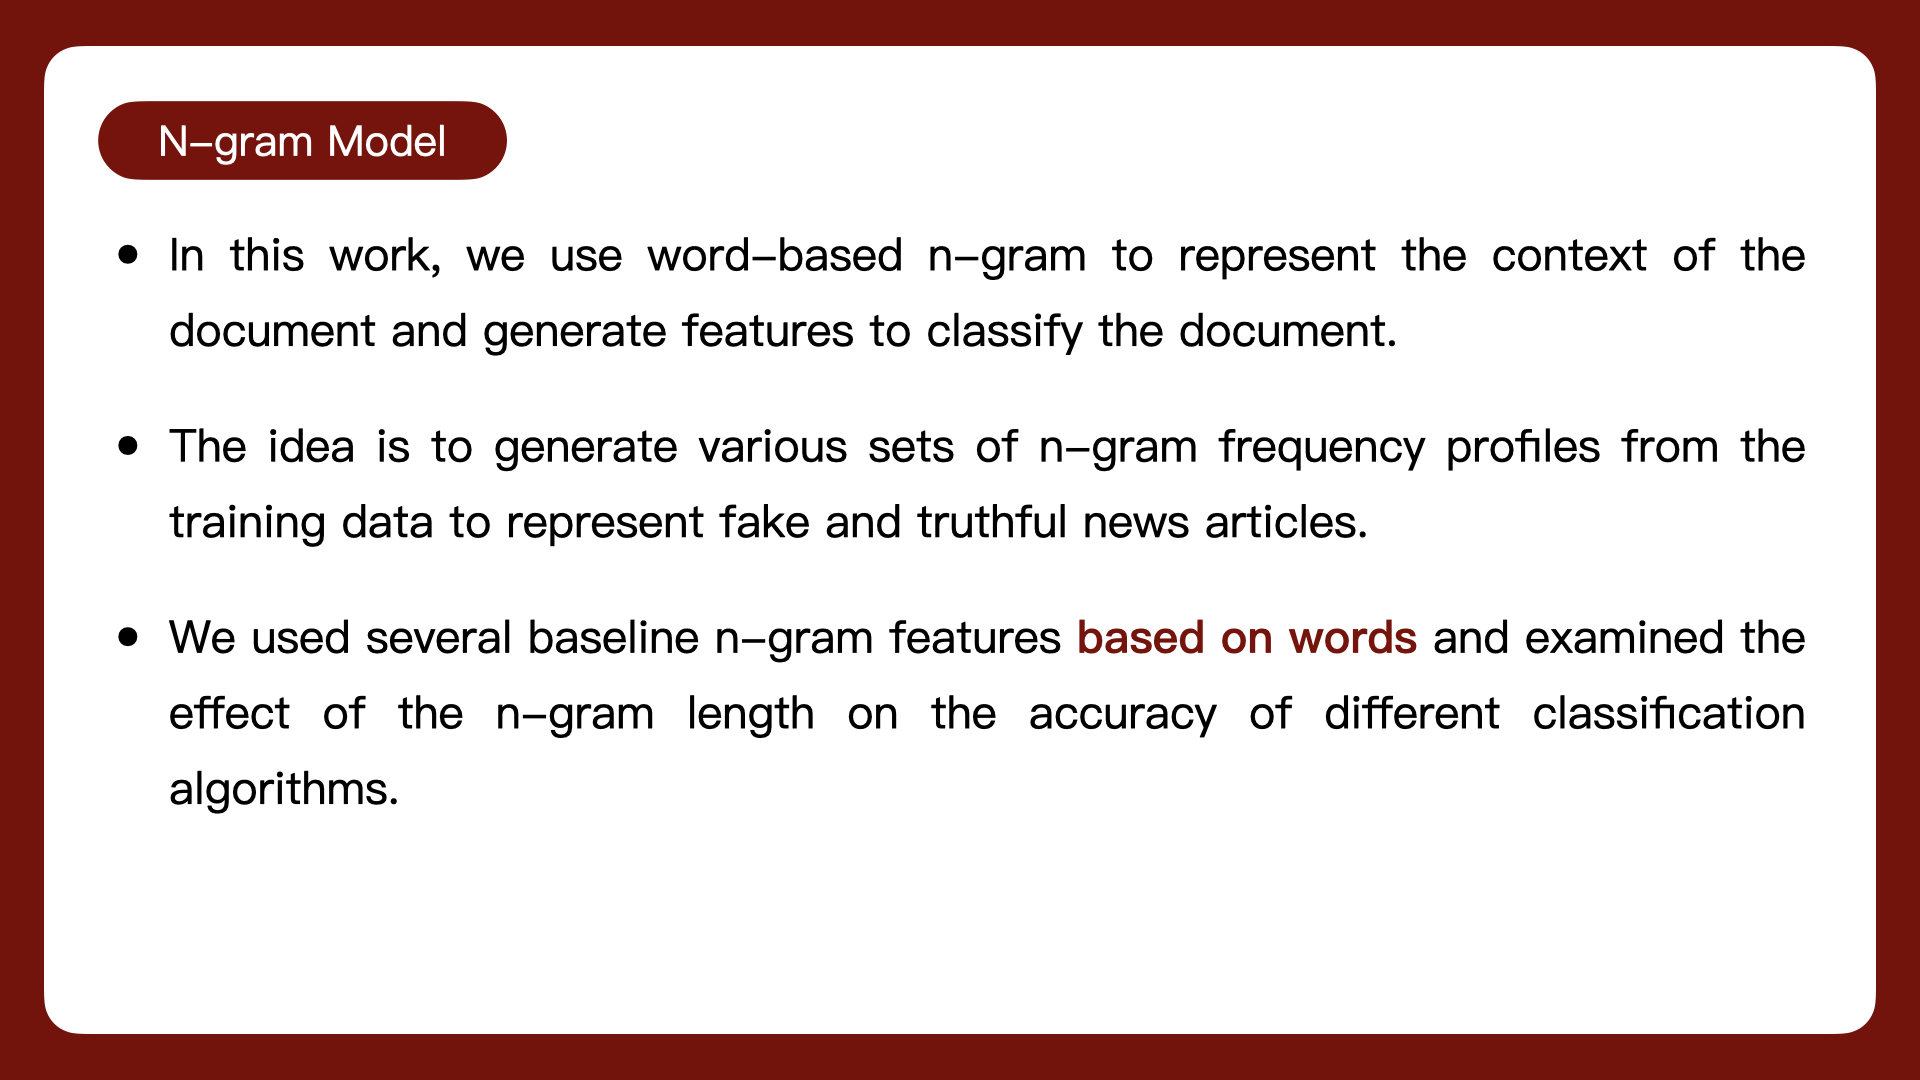 N-gram Model
• In this work, we use word-based n-gram to represent the context of the
document and generate features to classify the document.
• The idea is to generate various sets of n-gram frequency profiles from the
training data to represent fake and truthful news articles.
• We used several baseline n-gram features based on words and examined the
effect of the n-gram length on the accuracy of different classification
algorithms.